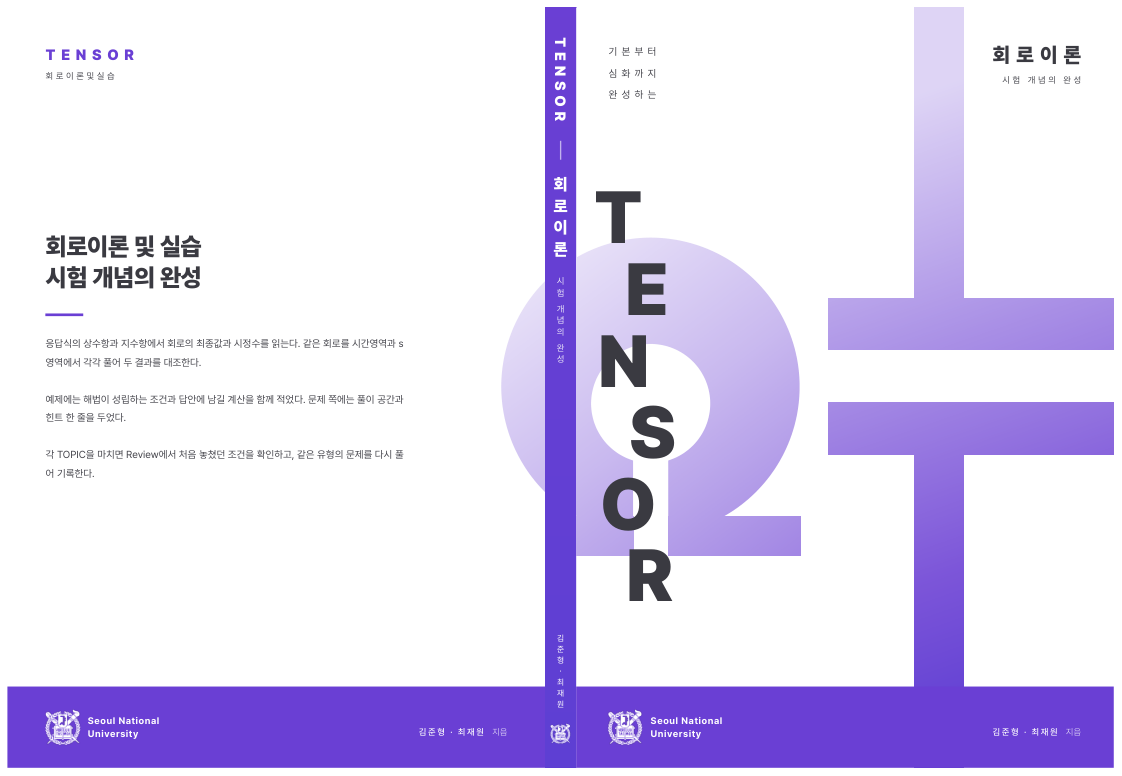 TENSOR
회로이론및실습
회로이론 및 실습
시험 개념의 완성
응답식의 상수항과 지수항에서 회로의 최종값과 시정수를 읽는다. 같은 회로를 시간영역과 s
영역에서 각각 풀어 두 결과를 대조한다.
예제에는 해법이 성립하는 조건과 답안에 남길 계산을 함께 적었다. 문제 쪽에는 풀이 공간과
힌트 한 줄을 두었다.
각 TOPIC을 마치면 Review에서 처음 놓쳤던 조건을 확인하고, 같은 유형의 문제를 다시 풀
어 기록한다.
Seoul National
University
김준형 · 최재원 지음
TENSOR — 회로이론 시험 개념의 완성
김준형 · 최재원
기본부터
심화까지
완성하는
회로이론
시험 개념의 완성
TENSOR
Seoul National
University
김준형 · 최재원 지음